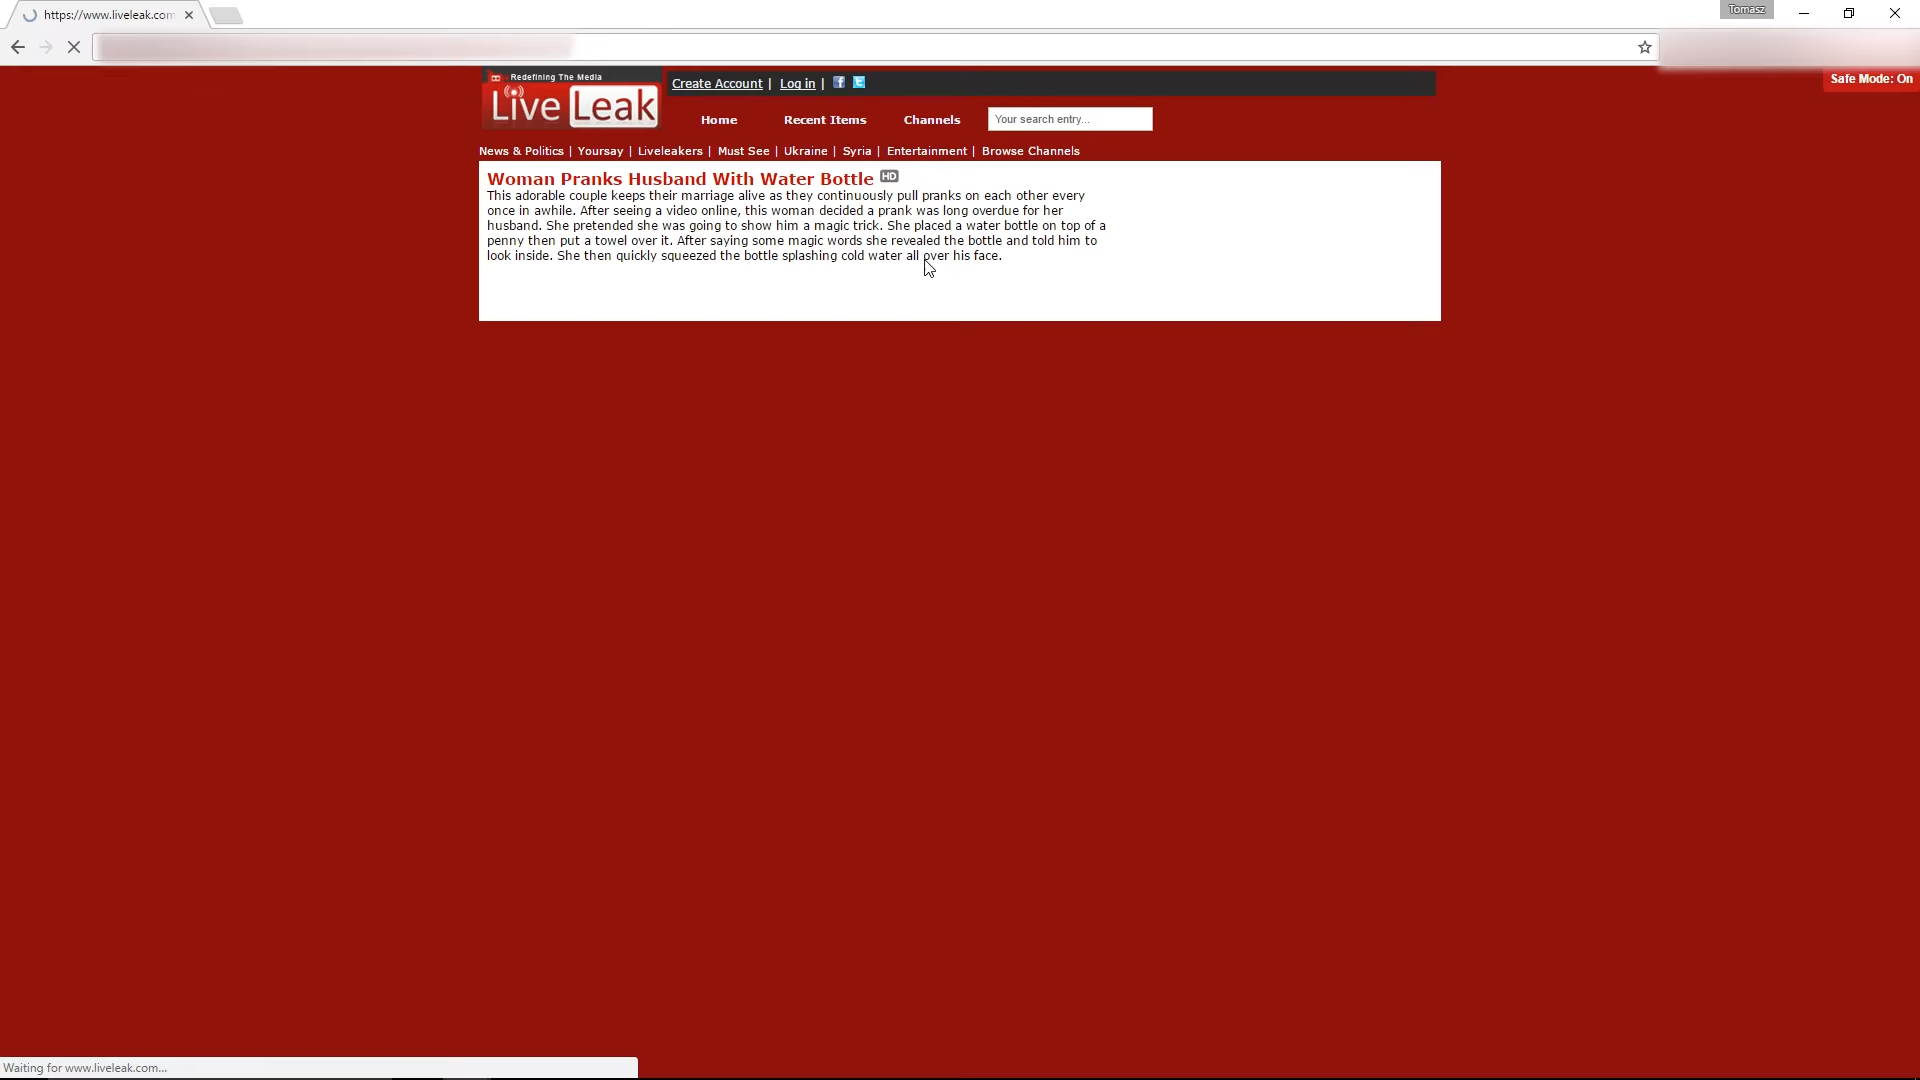 https://www.liveleak.com
Tomasz
Safe Mode: On
Redefining The Media
LiveLeak
Create Account | Log in |
Home Recent Items Channels Your search entry...
News & Politics | Yoursay | Liveleakers | Must See | Ukraine | Syria | Entertainment | Browse Channels
Woman Pranks Husband With Water Bottle HD
This adorable couple keeps their marriage alive as they continuously pull pranks on each other every
once in awhile. After seeing a video online, this woman decided a prank was long overdue for her
husband. She pretended she was going to show him a magic trick. She placed a water bottle on top of a
penny then put a towel over it. After saying some magic words she revealed the bottle and told him to
look inside. She then quickly squeezed the bottle splashing cold water all over his face.
Waiting for www.liveleak.com...